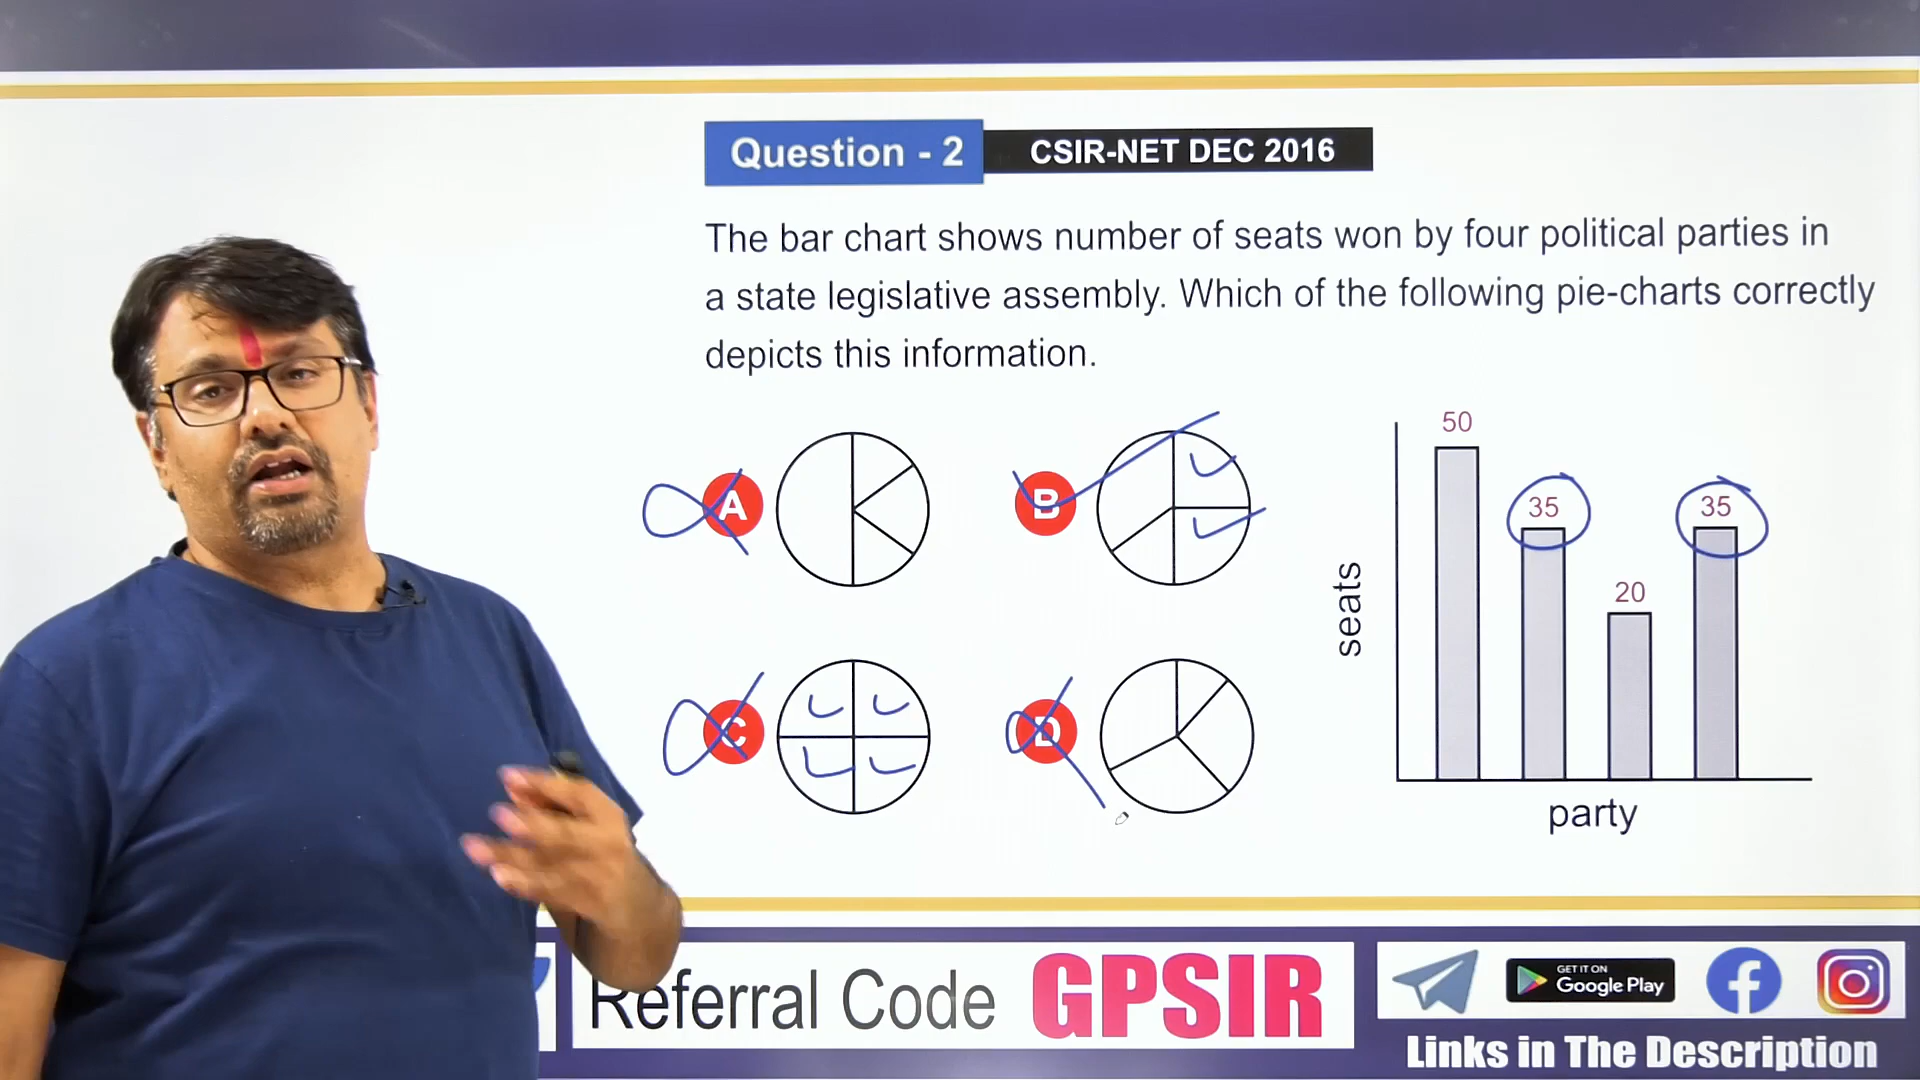 Question - 2
CSIR-NET DEC 2016
The bar chart shows number of seats won by four political parties in
a state legislative assembly. Which of the following pie-charts correctly
depicts this information.
A
B
C
D
50
35
20
35
seats
party
Referral Code GPSIR
GET IT ON
Google Play
Links in The Description